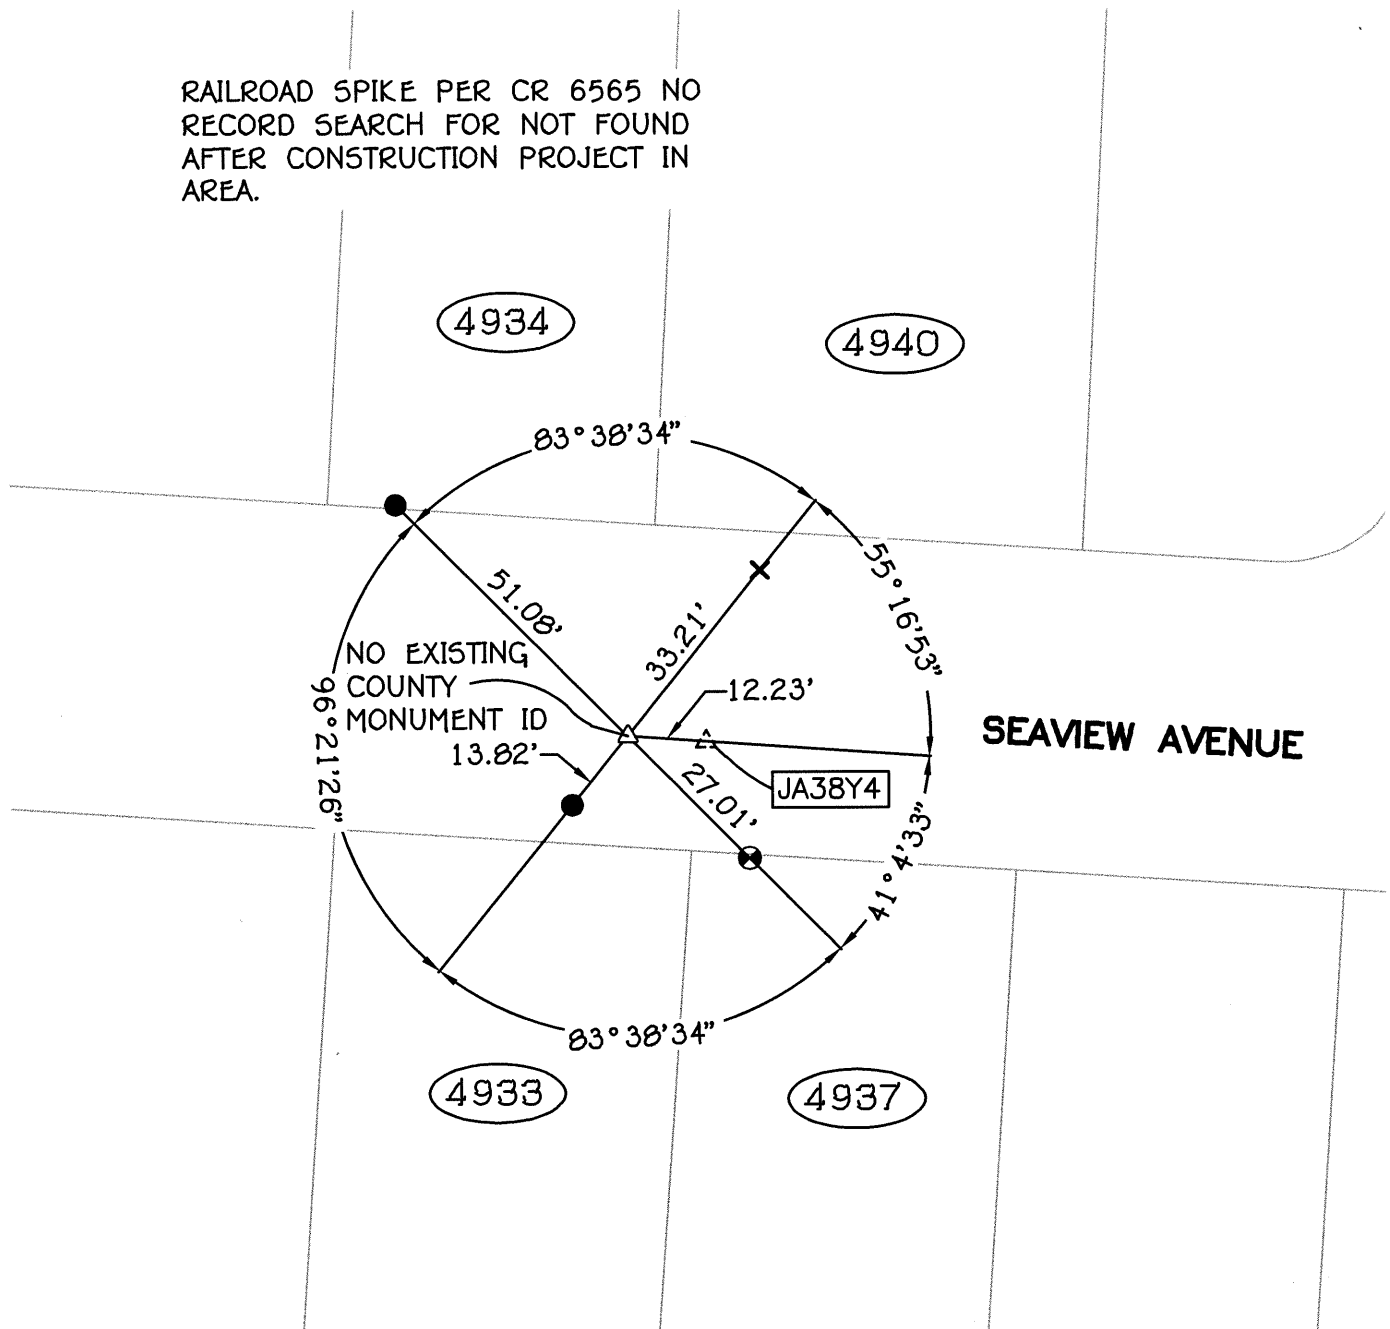 RAILROAD SPIKE PER CR 6565 NO
RECORD SEARCH FOR NOT FOUND
AFTER CONSTRUCTION PROJECT IN
AREA.
4934
4940
83°38'34"
55°16'53"
51.08'
33.21'
NO EXISTING
COUNTY
MONUMENT ID
12.23'
96°21'26"
13.82'
SEAVIEW AVENUE
JA38Y4
27.01'
41°4'33"
83°38'34"
4933
4937